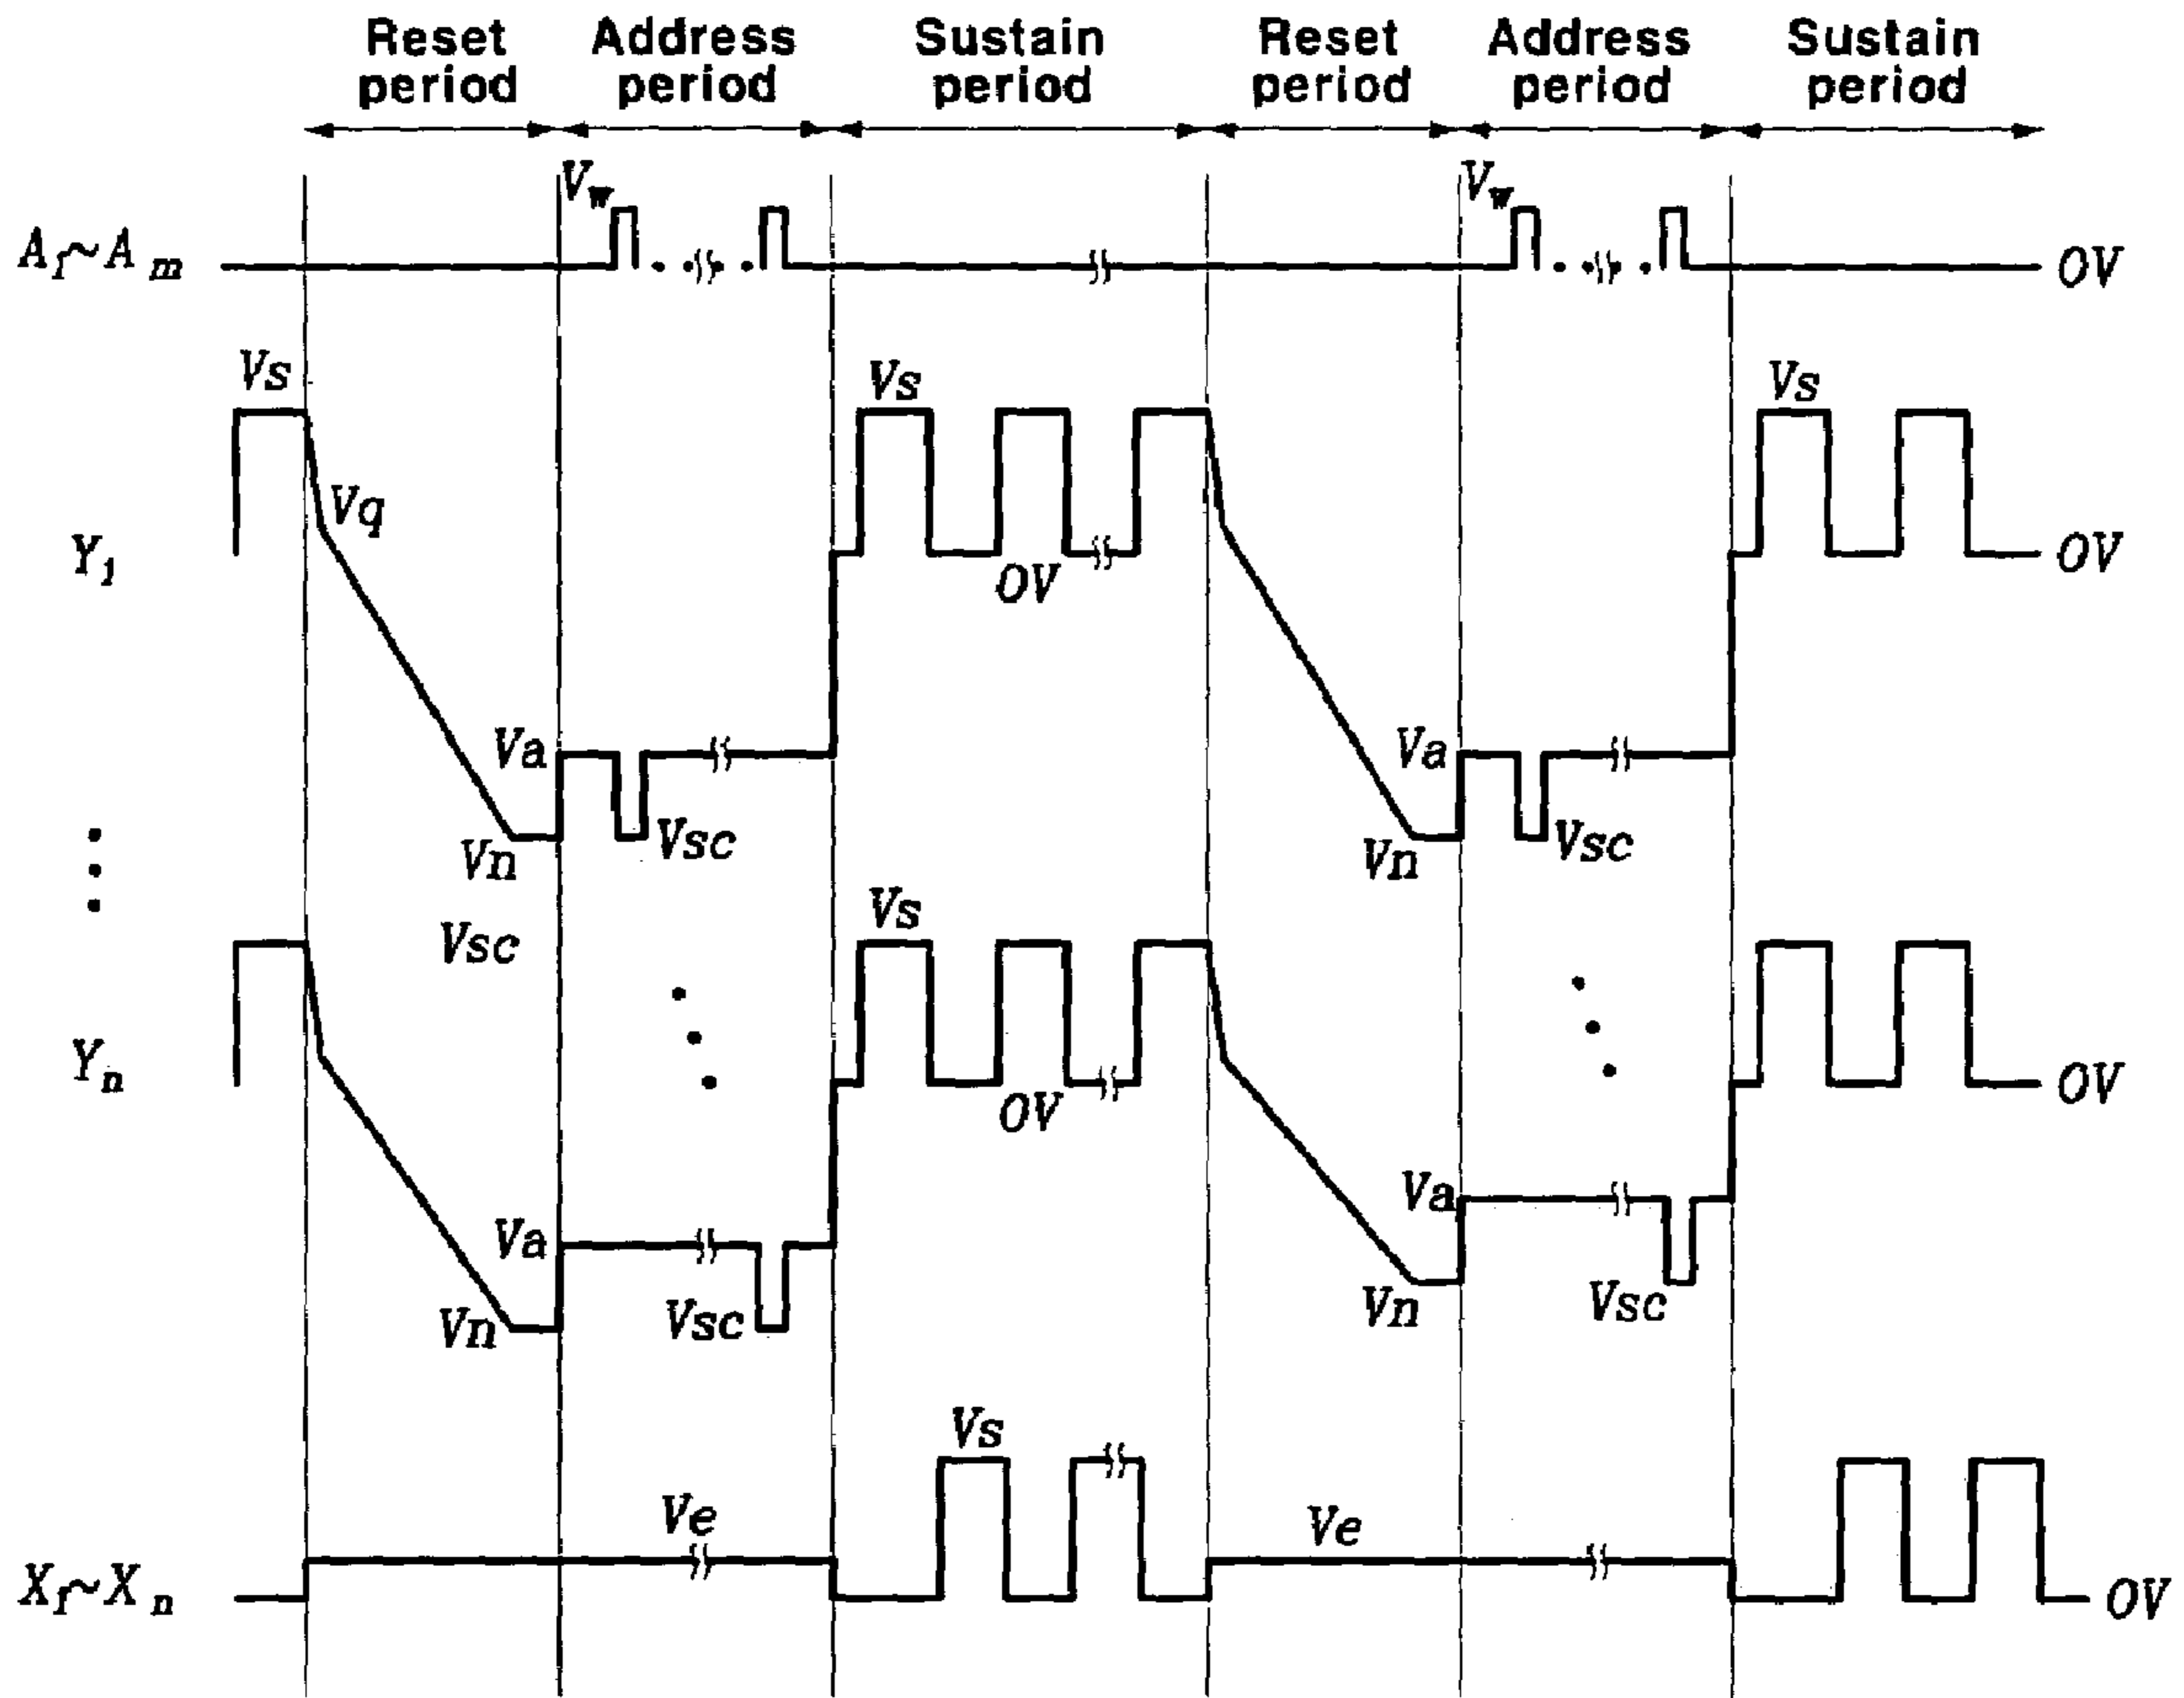 Reset period
Address period
Sustain period
Reset period
Address period
Sustain period
Vw
Vw
A1~Am
0V
Vs
Vs
Vs
Vq
Y1
0V
0V
Va
Va
Vn
Vsc
Vn
Vsc
Vs
Vsc
Yn
0V
0V
Va
Va
Vn
Vsc
Vn
Vsc
Vs
Ve
Ve
X1~Xn
0V